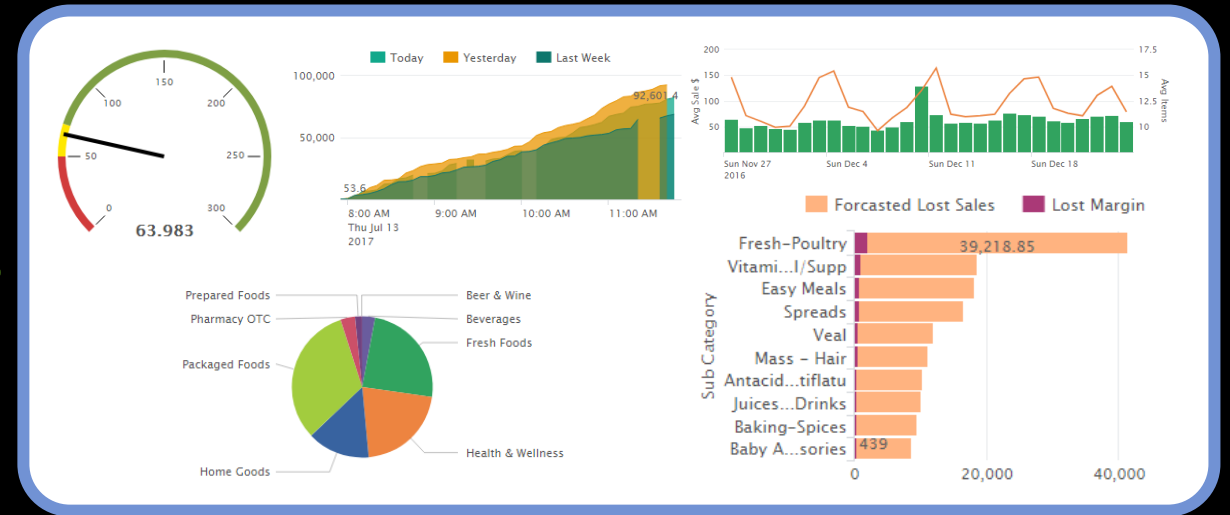 150
100
200
50
250
0
300
63.983
Today Yesterday Last Week
100,000
92,601.4
50,000
53.6
8:00 AM 9:00 AM 10:00 AM 11:00 AM
Thu Jul 13
2017
200 17.5
150 15
100 12.5
50 10
Avg Sale $
Avg Items
Sun Nov 27 Sun Dec 4 Sun Dec 11 Sun Dec 18
2016
Prepared Foods Beer & Wine
Pharmacy OTC Beverages
Fresh Foods
Packaged Foods
Health & Wellness
Home Goods
Forcasted Lost Sales Lost Margin
Sub Category
Fresh-Poultry 39,218.85
Vitami...l/Supp
Easy Meals
Spreads
Veal
Mass - Hair
Antacid...tiflatu
Juices...Drinks
Baking-Spices
Baby A...sories 439
0 20,000 40,000